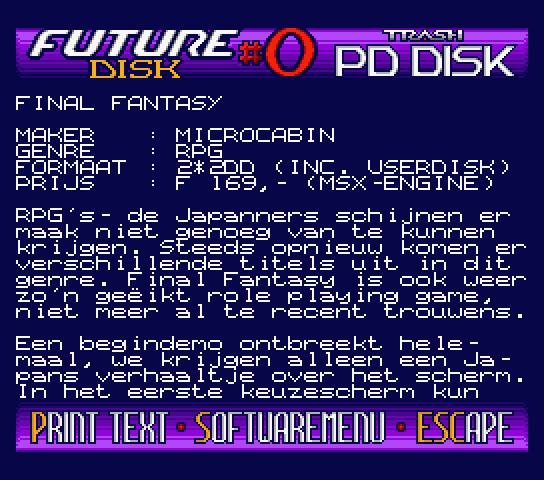 FUTURE DISK #0 TRASH PD DISK
FINAL FANTASY
MAKER : MICROCABIN
GENRE : RPG
FORMAAT : 2*2DD (INC. USERDISK)
PRIJS : F 169,- (MSX-ENGINE)
RPG's- de Japanners schijnen er
maak niet genoeg van te kunnen
krijgen. Steeds opnieuw komen er
verschillende titels uit in dit
genre. Final Fantasy is ook weer
zo'n geëikt role playing game,
niet meer al te recent trouwens.
Een begindemo ontbreekt hele-
maal, we krijgen alleen een Ja-
pans verhaaltje over het scherm.
In het eerste keuzescherm kun
PRINT TEXT · SOFTWAREMENU · ESCAPE